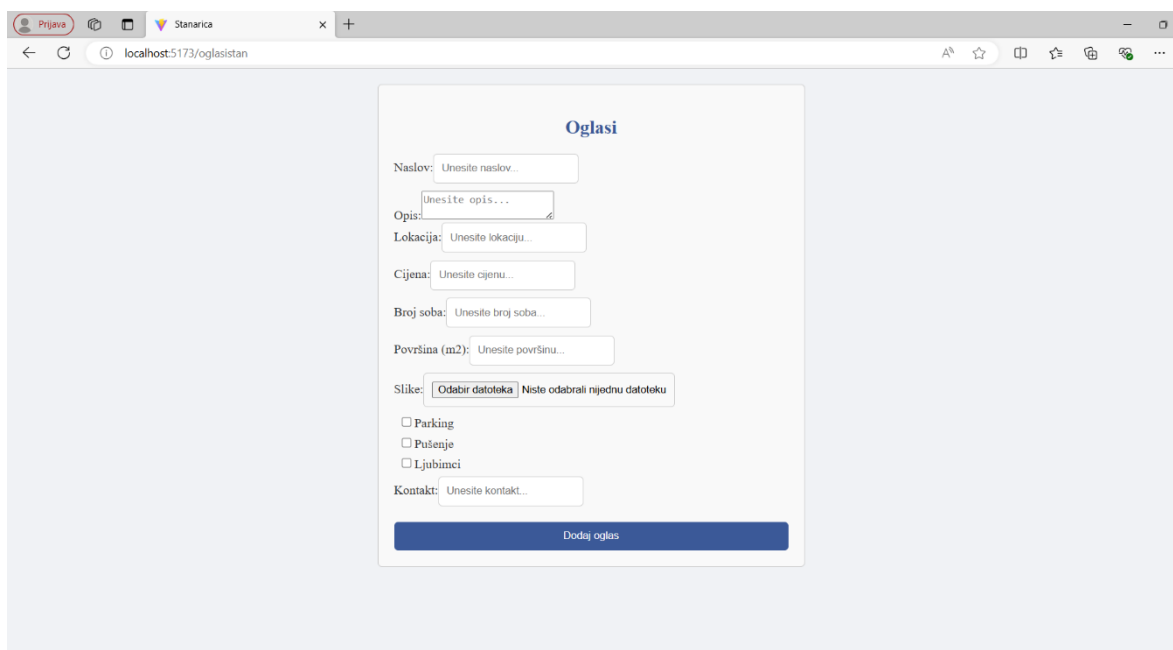 Prijava Stanarica
localhost:5173/oglasistan
Oglasi
Naslov: Unesite naslov...
Opis: Unesite opis...
Lokacija: Unesite lokaciju...
Cijena: Unesite cijenu...
Broj soba: Unesite broj soba...
Površina (m2): Unesite površinu...
Slike: Odabir datoteka Niste odabrali nijednu datoteku
Parking
Pušenje
Ljubimci
Kontakt: Unesite kontakt...
Dodaj oglas